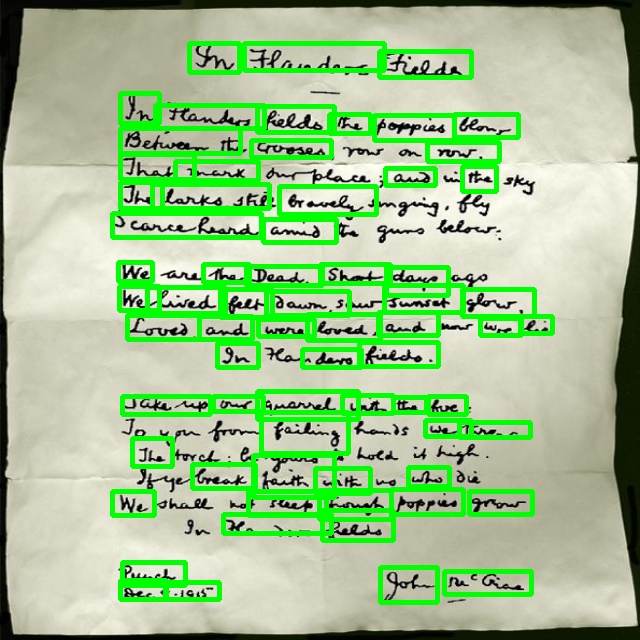 In Flanders Fields
In Flanders fields the poppies blow
Between the crosses row on row,
That mark our place; and in the sky
The larks still bravely singing, fly
Scarce heard amid the guns below.
We are the Dead. Short days ago
We lived felt dawn, saw sunset glow,
Loved and were loved, and now we lie
In Flanders fields.
Take up our quarrel with the foe:
To you from failing hands we throw
The torch; be yours to hold it high.
If ye break faith with us who die
We shall not sleep though poppies grow
In Flanders fields
Punch
Dec 8 · 1915
John McCrae